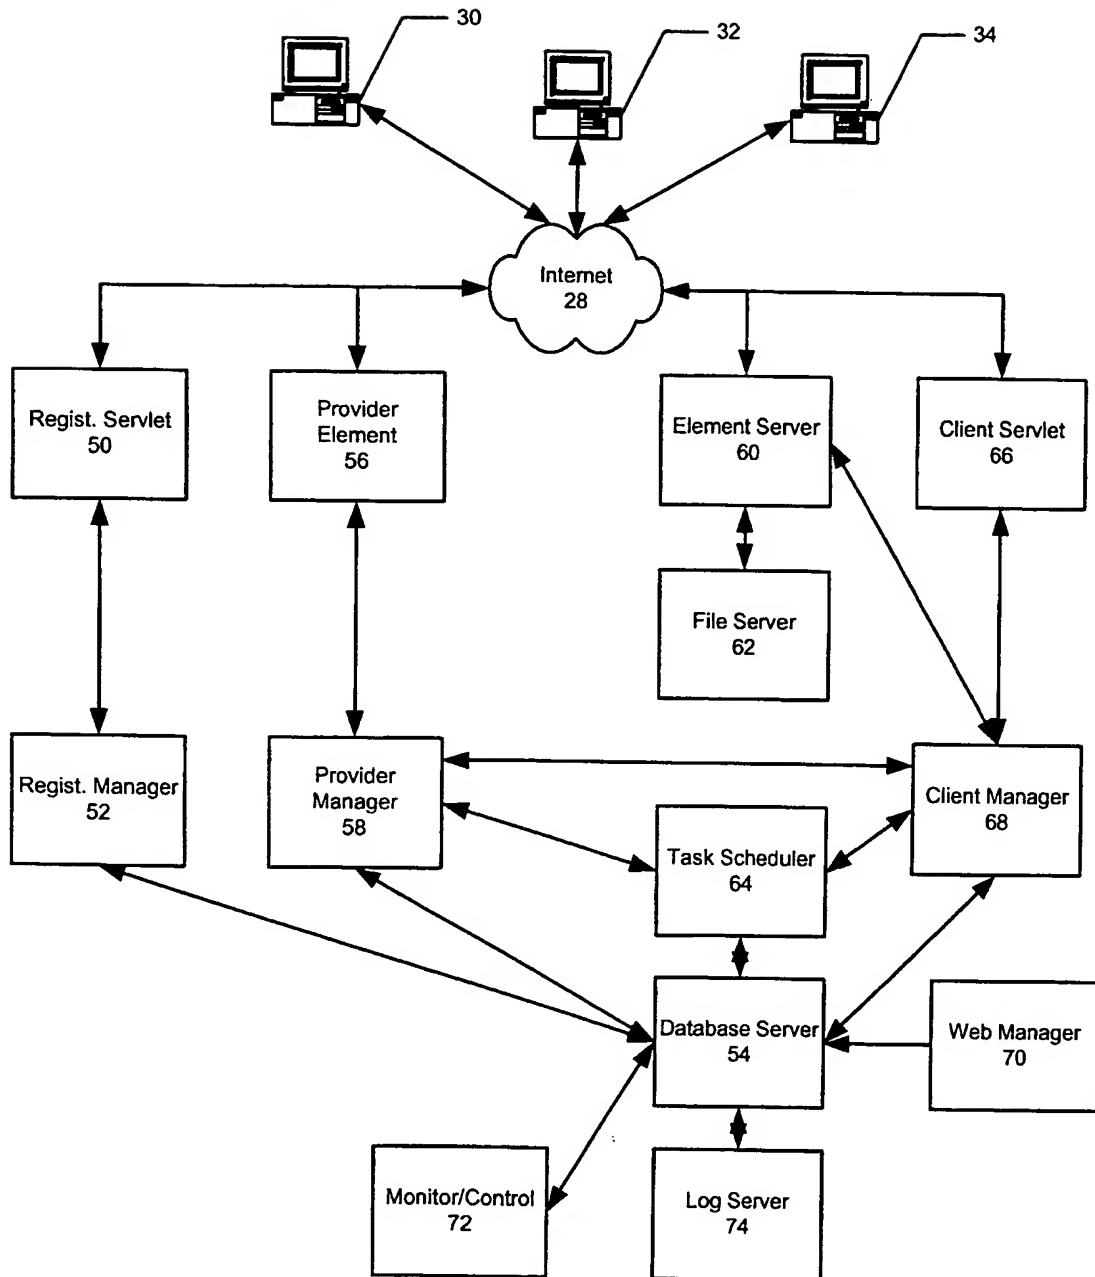 30
32
34
Internet
28
Regist. Servlet
50
Provider
Element
56
Element Server
60
Client Servlet
66
File Server
62
Regist. Manager
52
Provider
Manager
58
Client Manager
68
Task Scheduler
64
Database Server
54
Web Manager
70
Monitor/Control
72
Log Server
74